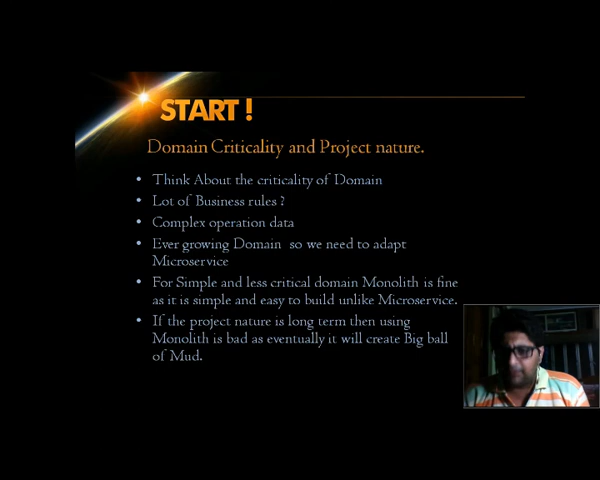 START !
Domain Criticality and Project nature.
• Think About the criticality of Domain
• Lot of Business rules ?
• Complex operation data
• Ever growing Domain so we need to adapt
Microservice
• For Simple and less critical domain Monolith is fine
as it is simple and easy to build unlike Microservice.
• If the project nature is long term then using
Monolith is bad as eventually it will create Big ball
of Mud.